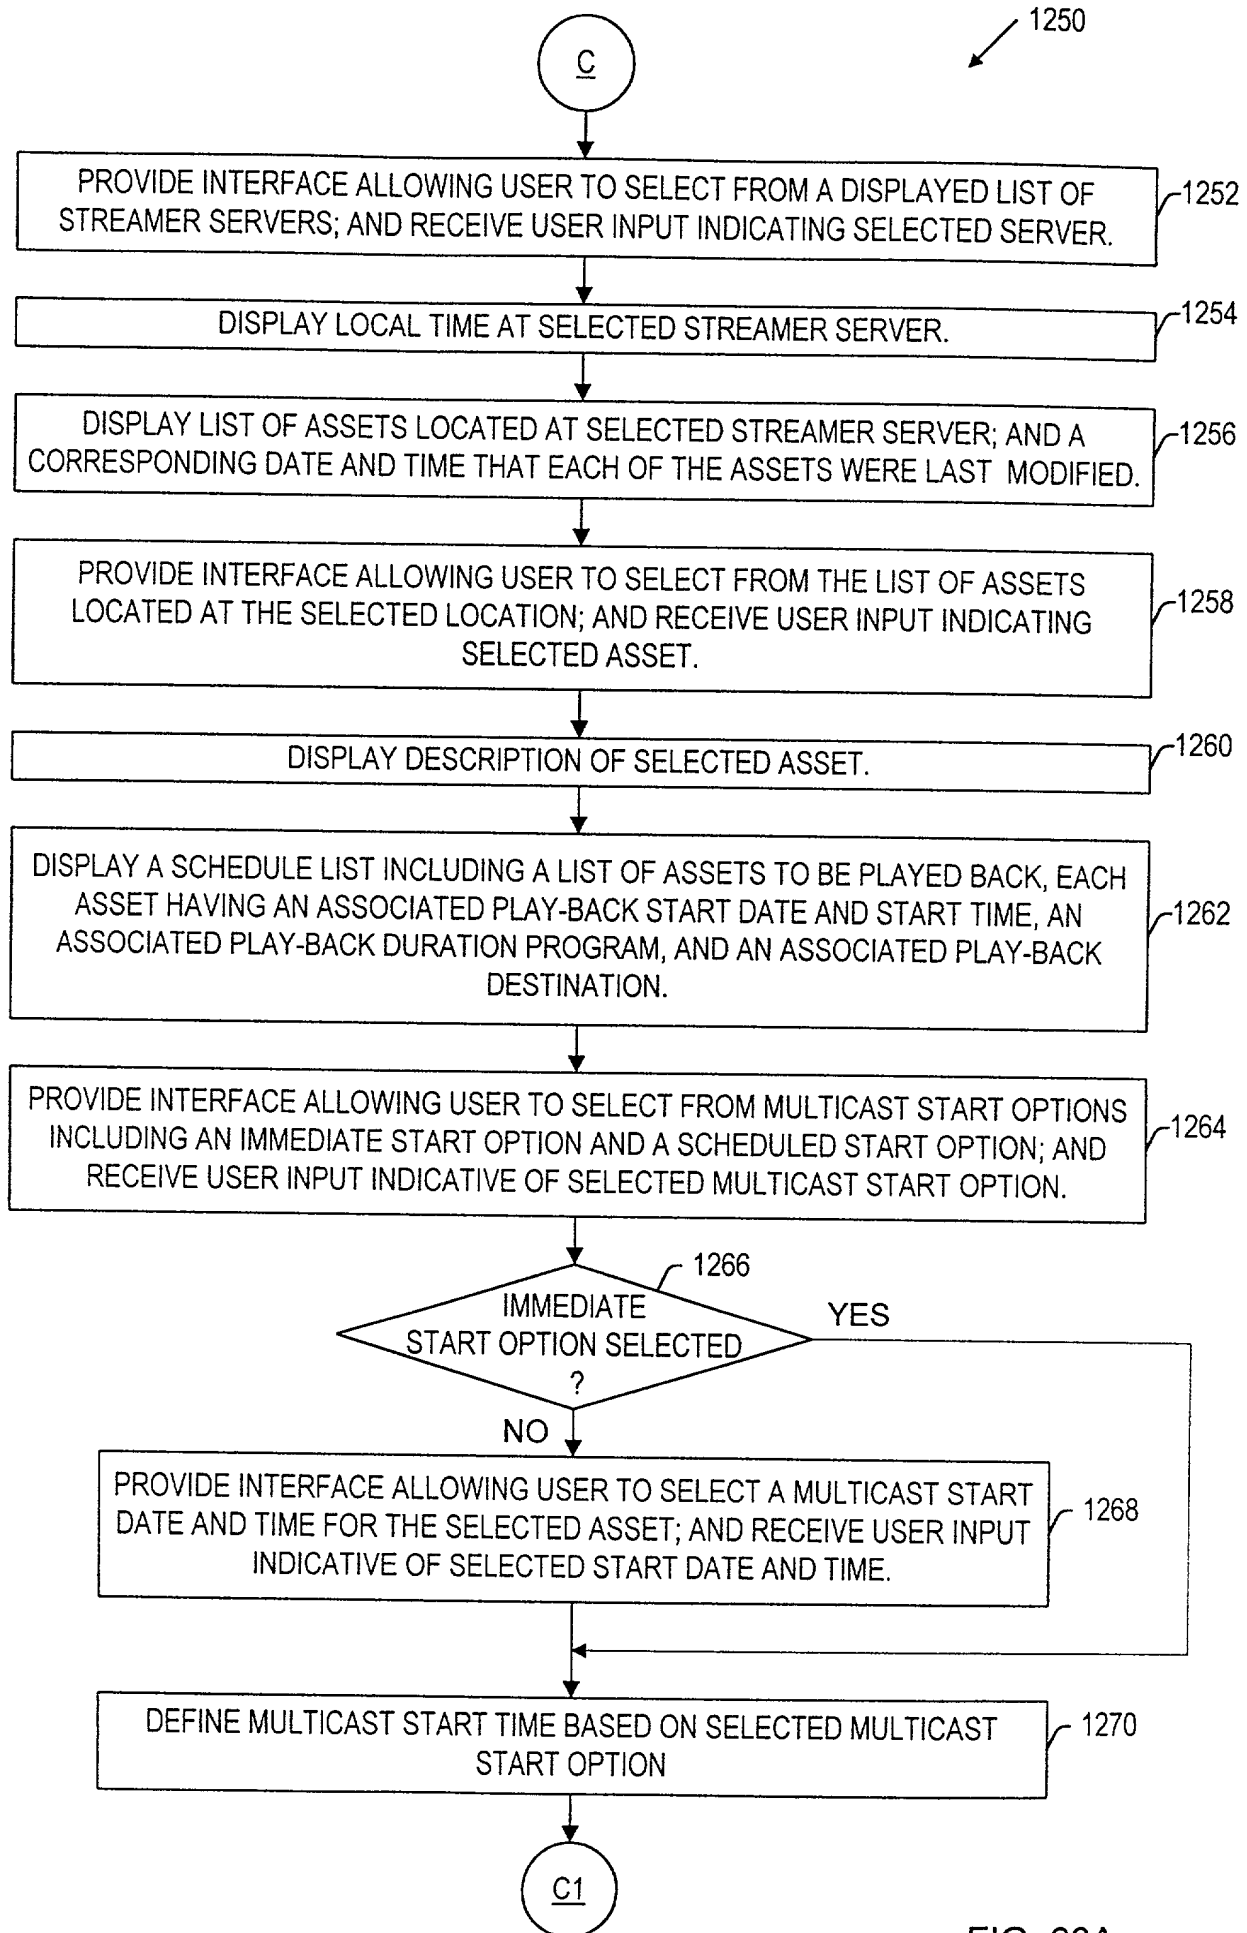 1250
C
PROVIDE INTERFACE ALLOWING USER TO SELECT FROM A DISPLAYED LIST OF
STREAMER SERVERS; AND RECEIVE USER INPUT INDICATING SELECTED SERVER.
1252
DISPLAY LOCAL TIME AT SELECTED STREAMER SERVER.
1254
DISPLAY LIST OF ASSETS LOCATED AT SELECTED STREAMER SERVER; AND A
CORRESPONDING DATE AND TIME THAT EACH OF THE ASSETS WERE LAST MODIFIED.
1256
PROVIDE INTERFACE ALLOWING USER TO SELECT FROM THE LIST OF ASSETS
LOCATED AT THE SELECTED LOCATION; AND RECEIVE USER INPUT INDICATING
SELECTED ASSET.
1258
DISPLAY DESCRIPTION OF SELECTED ASSET.
1260
DISPLAY A SCHEDULE LIST INCLUDING A LIST OF ASSETS TO BE PLAYED BACK, EACH
ASSET HAVING AN ASSOCIATED PLAY-BACK START DATE AND START TIME, AN
ASSOCIATED PLAY-BACK DURATION PROGRAM, AND AN ASSOCIATED PLAY-BACK
DESTINATION.
1262
PROVIDE INTERFACE ALLOWING USER TO SELECT FROM MULTICAST START OPTIONS
INCLUDING AN IMMEDIATE START OPTION AND A SCHEDULED START OPTION; AND
RECEIVE USER INPUT INDICATIVE OF SELECTED MULTICAST START OPTION.
1264
1266
IMMEDIATE
START OPTION SELECTED
?
YES
NO
PROVIDE INTERFACE ALLOWING USER TO SELECT A MULTICAST START
DATE AND TIME FOR THE SELECTED ASSET; AND RECEIVE USER INPUT
INDICATIVE OF SELECTED START DATE AND TIME.
1268
DEFINE MULTICAST START TIME BASED ON SELECTED MULTICAST
START OPTION
1270
C1